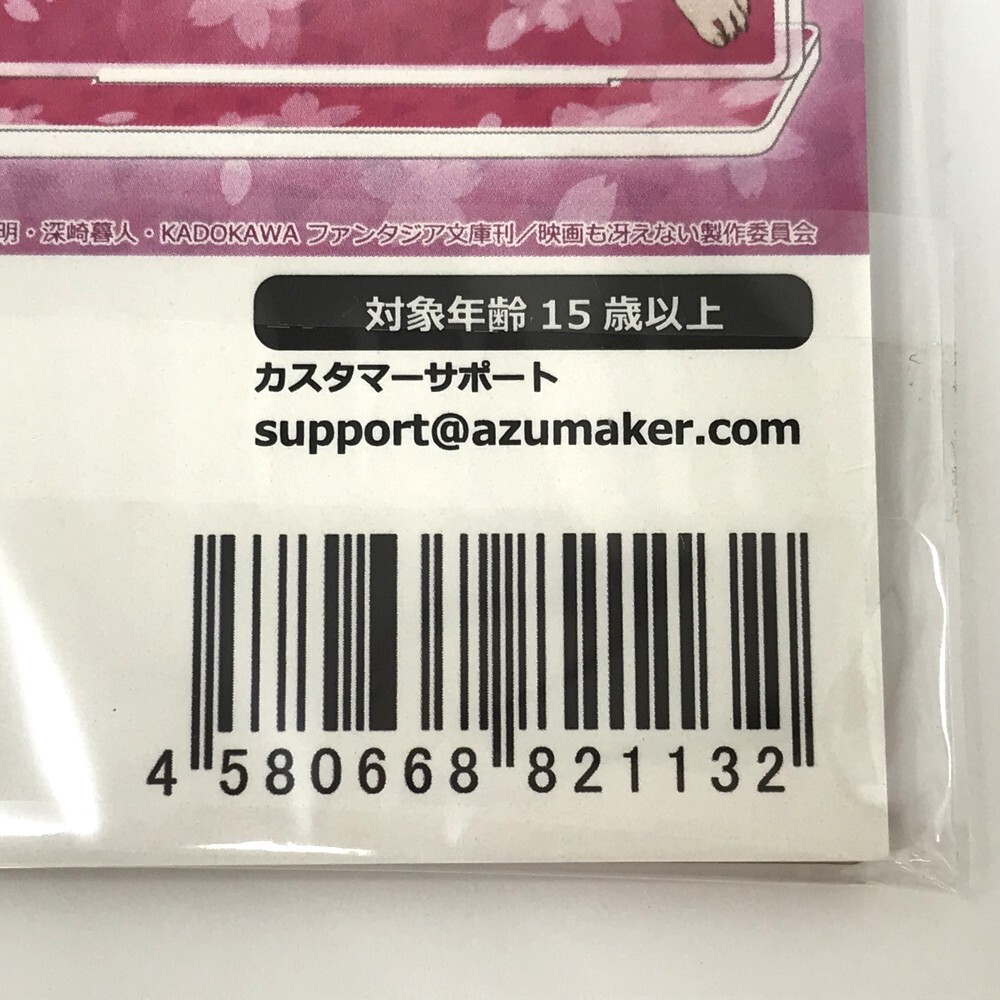 明・深崎暮人・KADOKAWA ファンタジア文庫刊／映画も冴えない製作委員会
対象年齢 15 歳以上
カスタマーサポート
support@azumaker.com
4 580668 821132